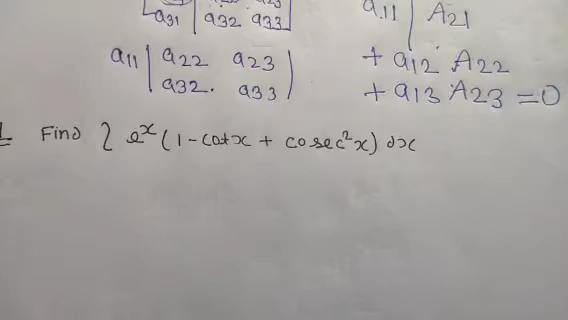 a31 | a32 a33
a11 | A21
a11 | a22 a23 |
a32. a33
+ a12 A22
+ a13 A23 = 0
Find ∫ e^x (1 - cotx + cosec²x) dx